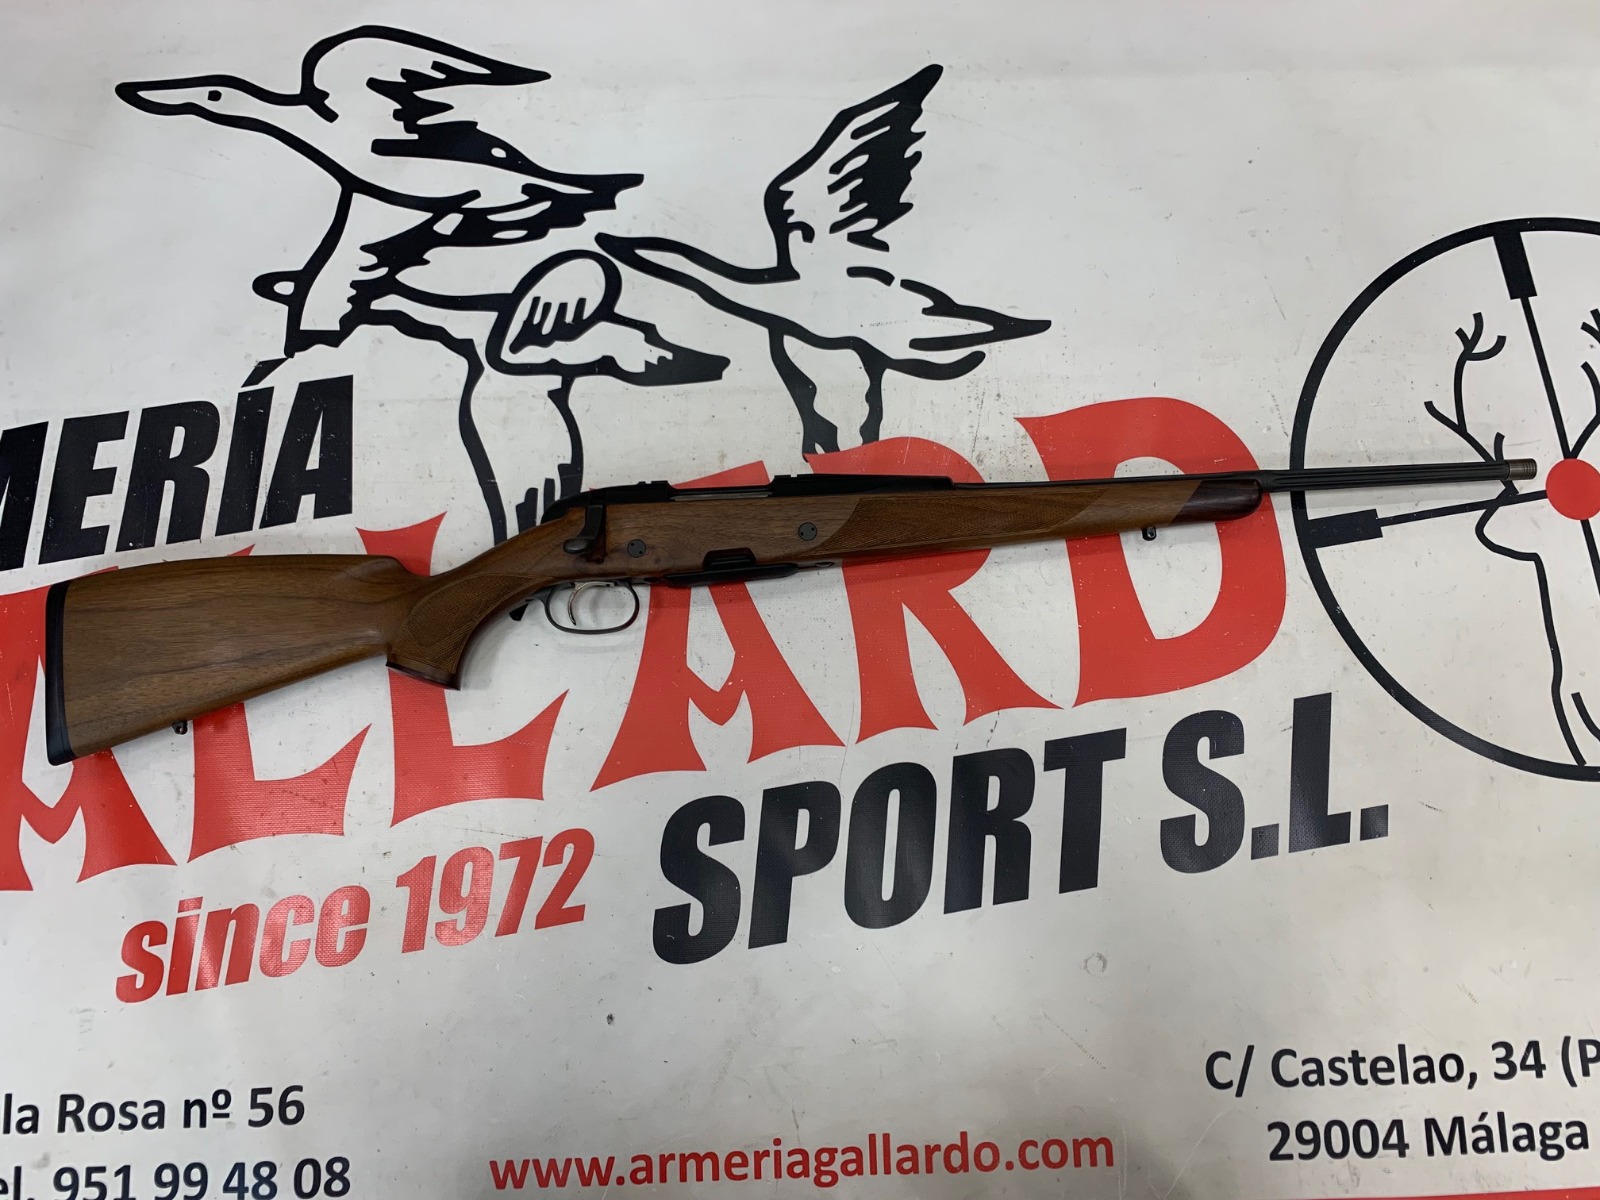 MERÍA
ALLARDO
since 1972
SPORT S.L.
la Rosa nº 56
el. 951 99 48 08
www.armeriagallardo.com
C/ Castelao, 34 (P
29004 Málaga